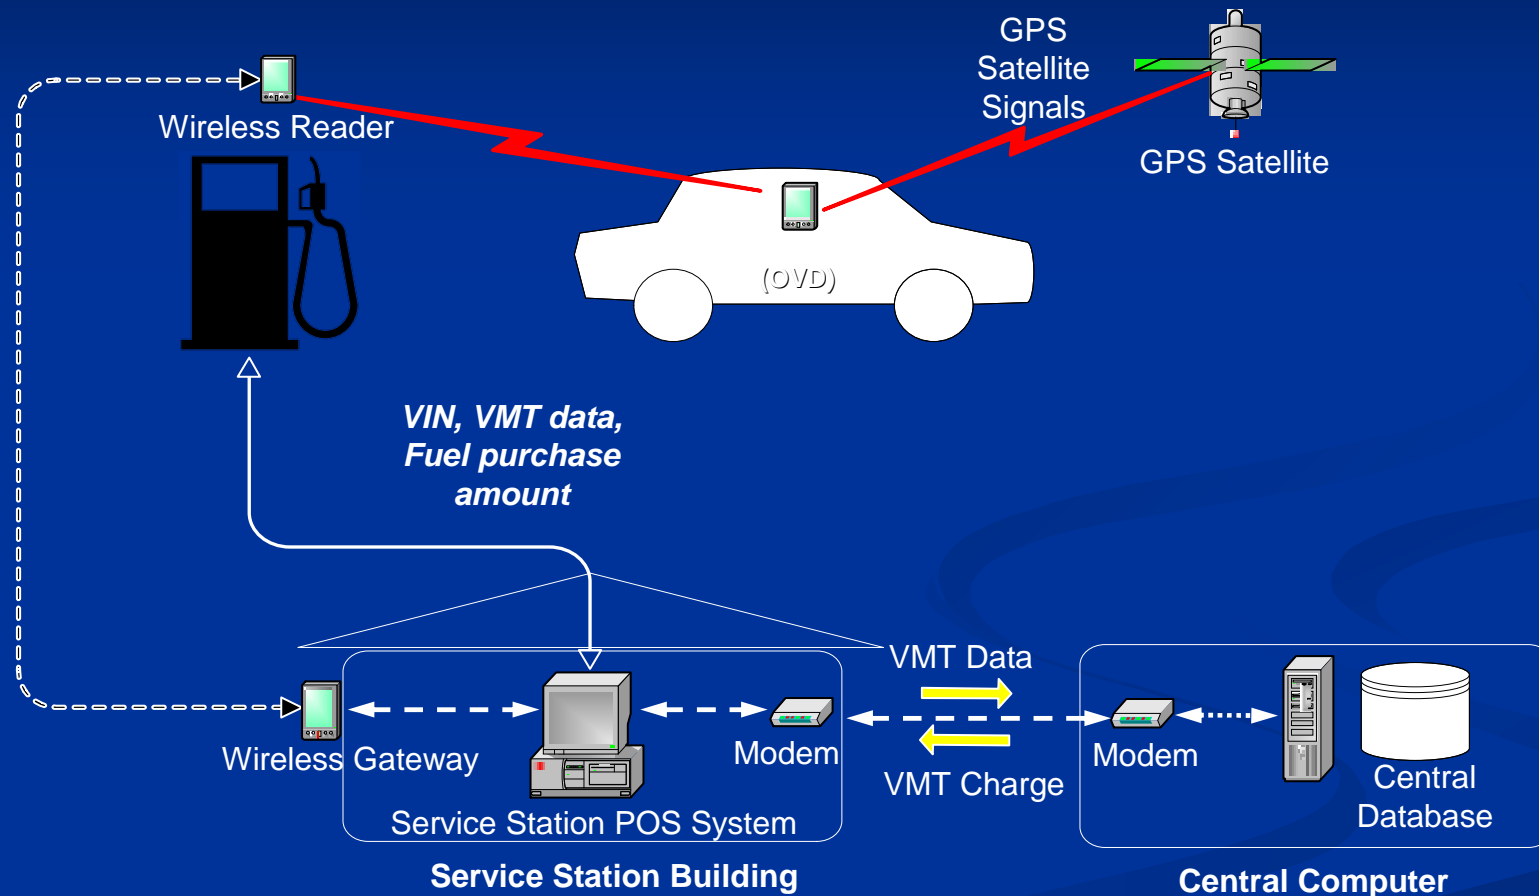 GPS
Satellite
Signals
Wireless Reader
GPS Satellite
(OVD)
VIN, VMT data,
Fuel purchase
amount
VMT Data
Wireless Gateway
Modem
VMT Charge
Modem
Central
Database
Service Station POS System
Service Station Building
Central Computer